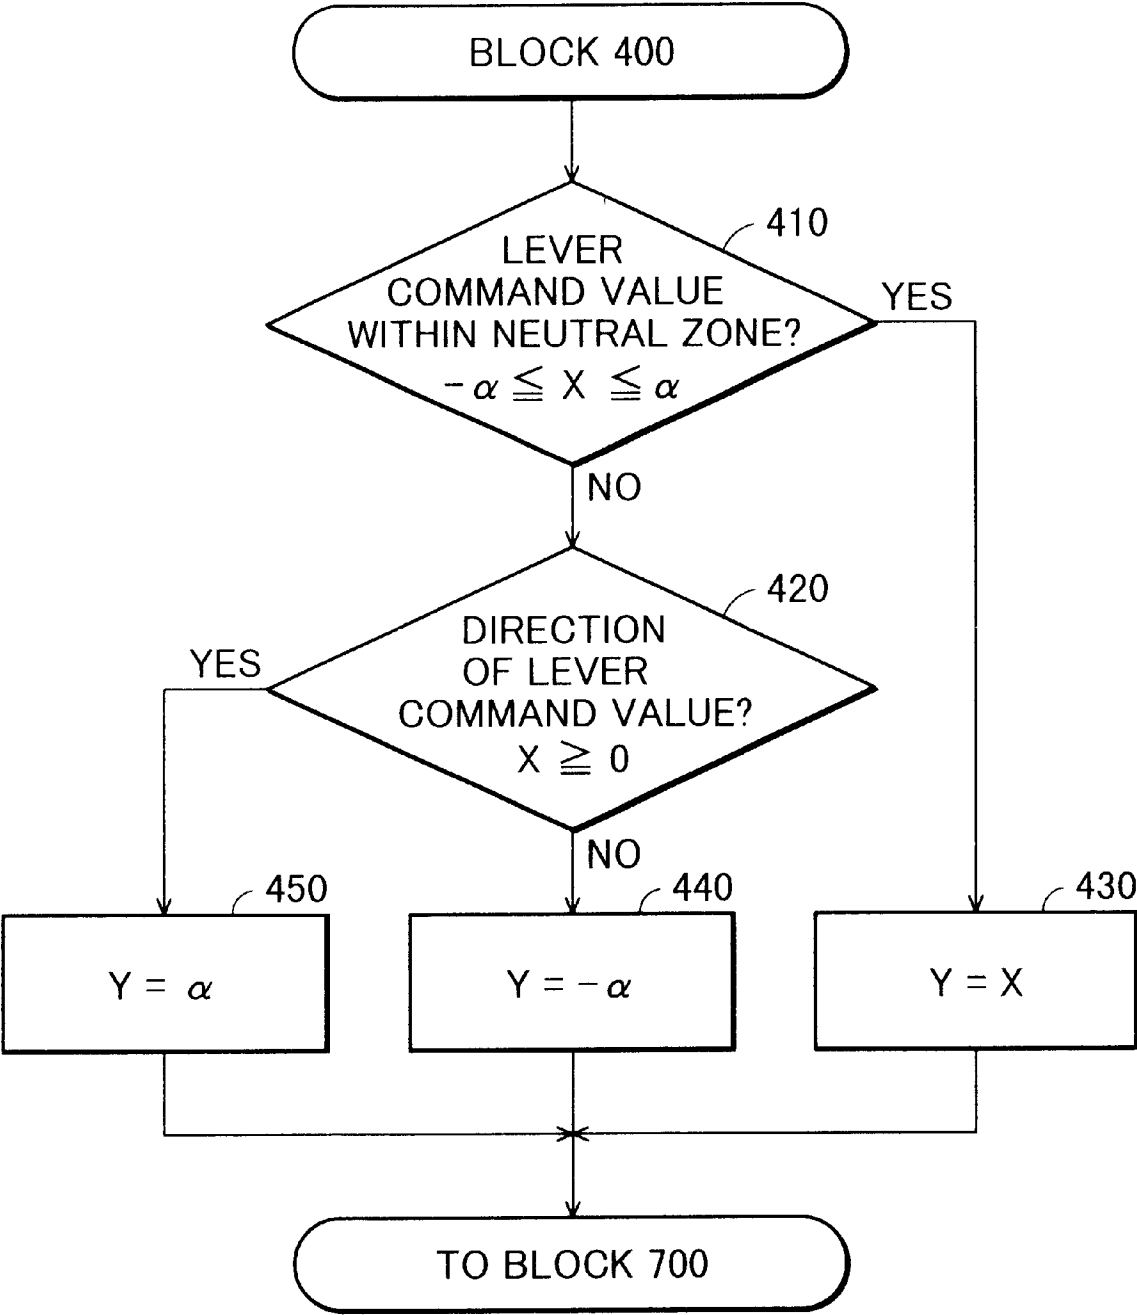 BLOCK 400
410
LEVER
COMMAND VALUE
WITHIN NEUTRAL ZONE?
-α ≦ X ≦ α
YES
NO
420
DIRECTION
OF LEVER
COMMAND VALUE?
X ≧ 0
YES
NO
450
Y = α
440
Y = -α
430
Y = X
TO BLOCK 700